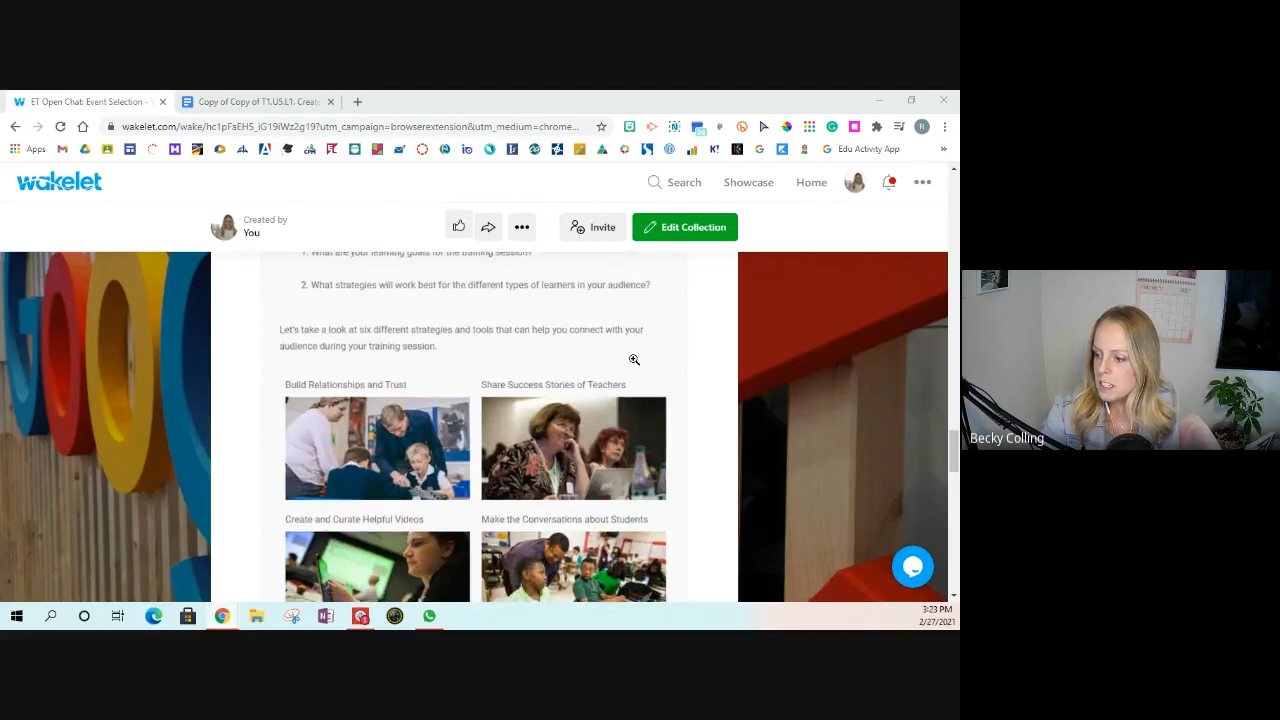 ET Open Chat: Event Selection -
Copy of Copy of T1.U5.L1. Create
wakelet.com/wake/hc1pFaEH5_iG19iWz2g19?utm_campaign=browserextension&utm_medium=chrome...
Apps
Edu Activity App
wakelet
Search
Showcase
Home
Created by
You
Invite
Edit Collection
1. What are your learning goals for the training session?
2. What strategies will work best for the different types of learners in your audience?
Let's take a look at six different strategies and tools that can help you connect with your
audience during your training session.
Build Relationships and Trust
Share Success Stories of Teachers
Create and Curate Helpful Videos
Make the Conversations about Students
3:23 PM
2/27/2021
Becky Colling